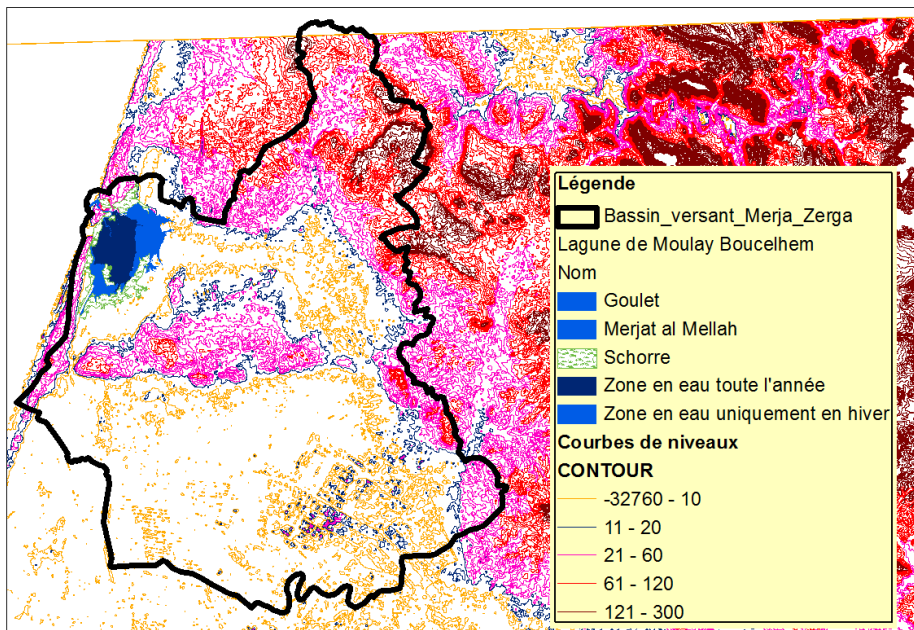 Légende
Bassin_versant_Merja_Zerga
Lagune de Moulay Boucelhem
Nom
Goulet
Merjat al Mellah
Schorre
Zone en eau toute l'année
Zone en eau uniquement en hiver
Courbes de niveaux
CONTOUR
-32760 - 10
11 - 20
21 - 60
61 - 120
121 - 300